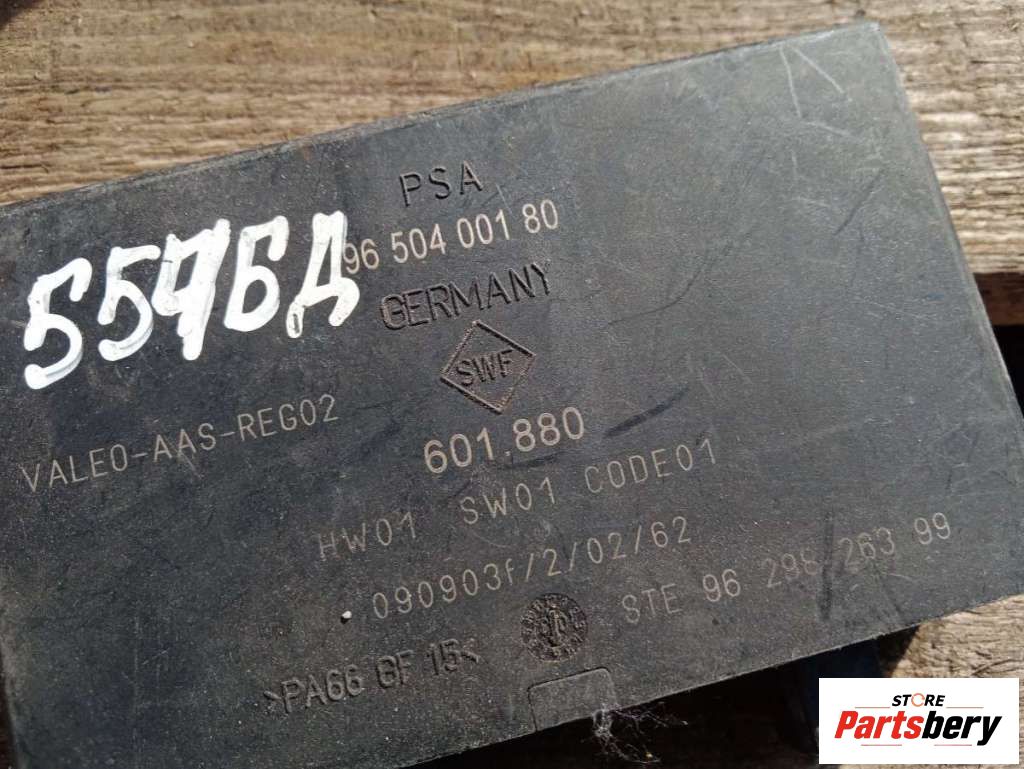 PSA
5546Д
96 504 001 80
GERMANY
SWF
VALEO-AAS-REG02
601.880
HW01 SW01 CODE01
090903f/2/02/62
STE 96 298 263 99
>PA66 GF 15<
STORE
Partsbery